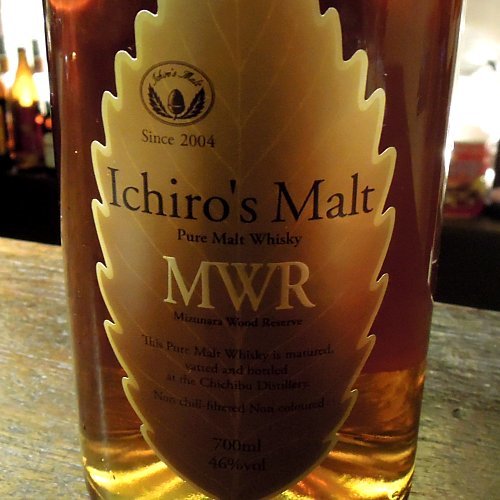 Ichiro's Malt
Since 2004
Ichiro's Malt
Pure Malt Whisky
MWR
Mizunara Wood Reserve
This Pure Malt Whisky is matured,
vatted and bottled
at the Chichibu Distillery.
Non chill-filtered Non-coloured
700ml
46%vol